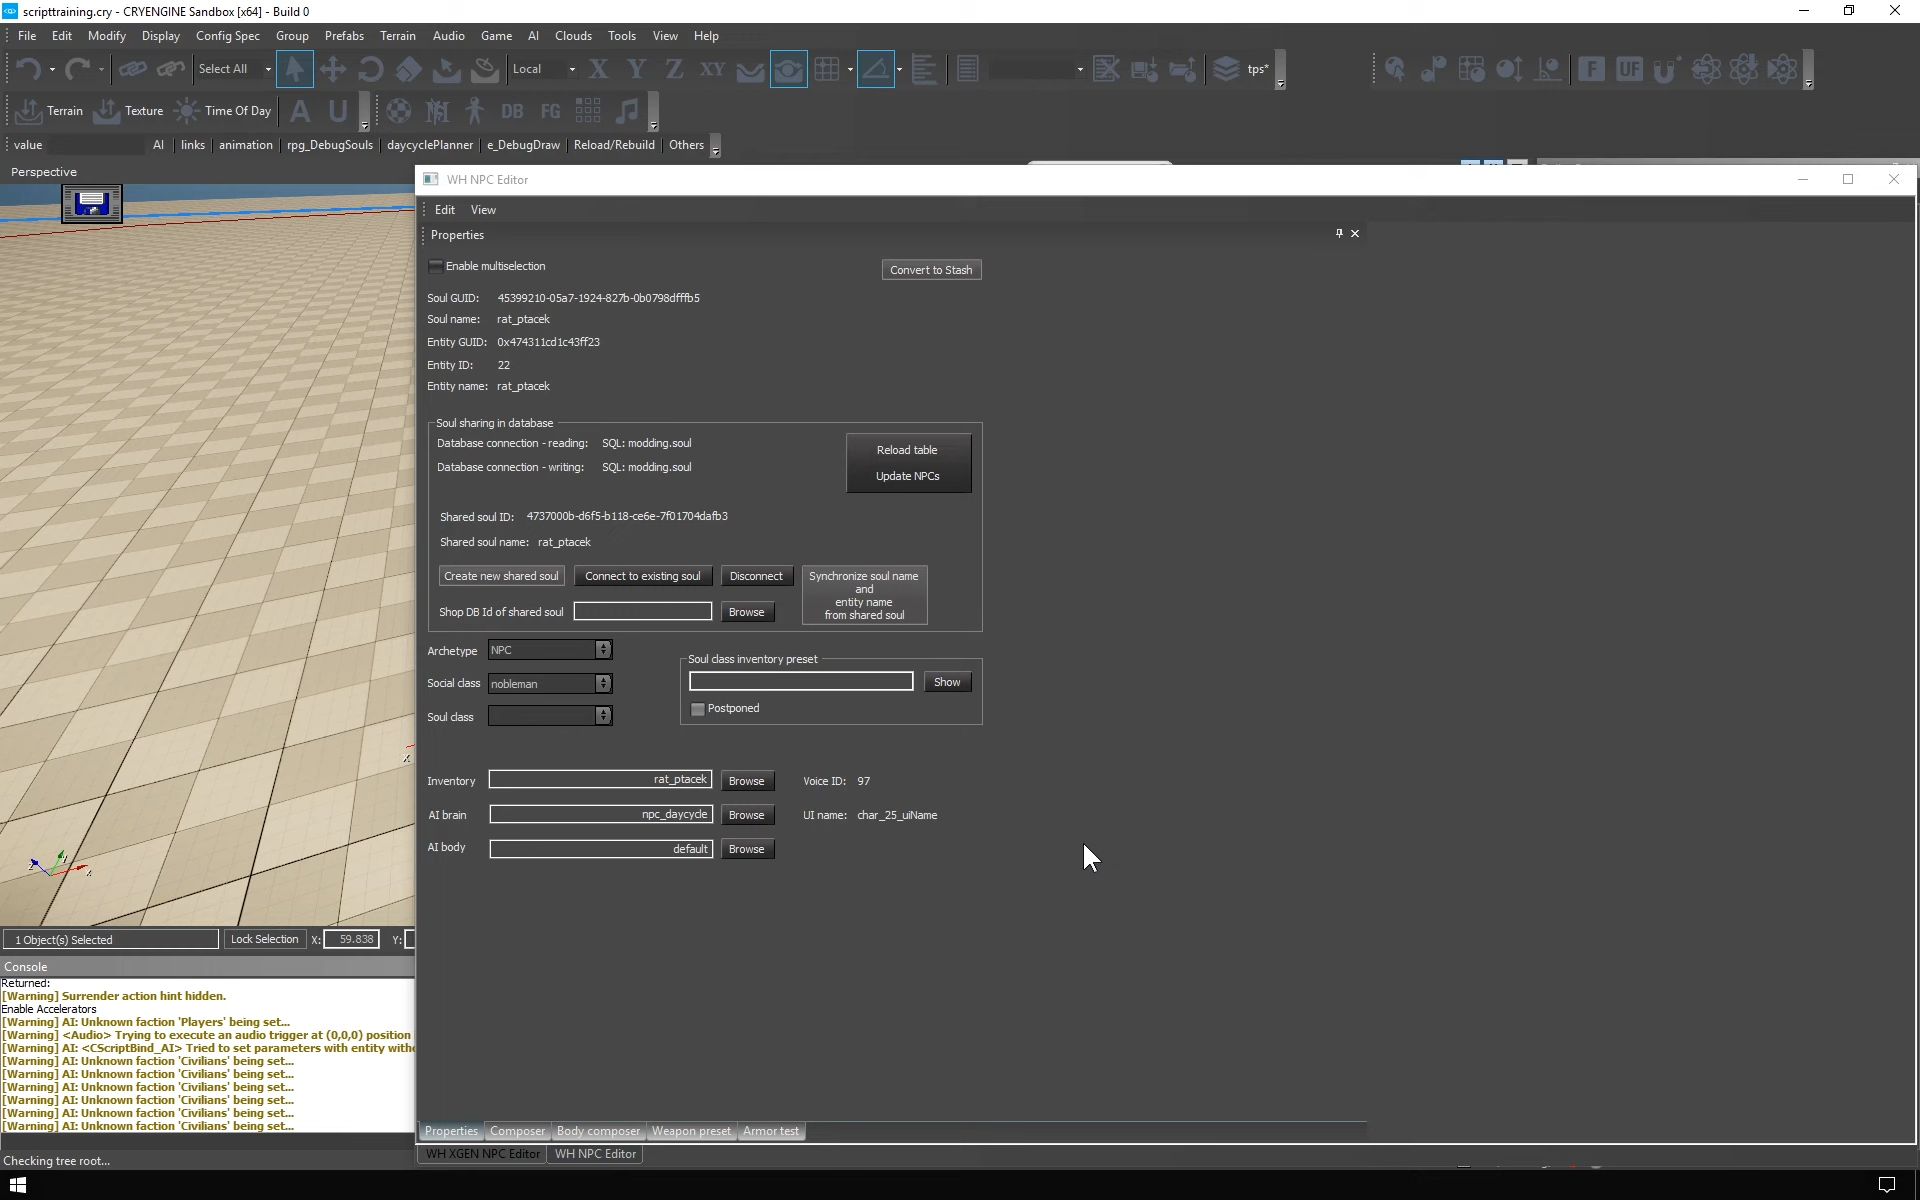 scripttraining.cry - CRYENGINE Sandbox [x64] - Build 0
File Edit Modify Display Config Spec Group Prefabs Terrain Audio Game AI Clouds Tools View Help
Select All Local X Y Z XY tps* F UF
Terrain Texture Time Of Day A U DB FG
value AI links animation rpg_DebugSouls daycyclePlanner e_DebugDraw Reload/Rebuild Others
Perspective
WH NPC Editor
Edit View
Properties
Enable multiselection
Convert to Stash
Soul GUID: 45399210-05a7-1924-827b-0b0798dfffb5
Soul name: rat_ptacek
Entity GUID: 0x474311cd1c43ff23
Entity ID: 22
Entity name: rat_ptacek
Soul sharing in database
Database connection - reading: SQL: modding.soul
Database connection - writing: SQL: modding.soul
Reload table
Update NPCs
Shared soul ID: 4737000b-d6f5-b118-ce6e-7f01704dafb3
Shared soul name: rat_ptacek
Create new shared soul Connect to existing soul Disconnect
Synchronize soul name
and
entity name
from shared soul
Shop DB Id of shared soul Browse
Archetype NPC
Social class nobleman
Soul class
Soul class inventory preset
Show
Postponed
Inventory rat_ptacek Browse Voice ID: 97
AI brain npc_daycycle Browse UI name: char_25_uiName
AI body default Browse
x
z y x
1 Object(s) Selected Lock Selection X: 59.838 Y:
Console
Returned:
[Warning] Surrender action hint hidden.
Enable Accelerators
[Warning] AI: Unknown faction 'Players' being set...
[Warning] <Audio> Trying to execute an audio trigger at (0,0,0) position
[Warning] AI: <CScriptBind_AI> Tried to set parameters with entity witho
[Warning] AI: Unknown faction 'Civilians' being set...
[Warning] AI: Unknown faction 'Civilians' being set...
[Warning] AI: Unknown faction 'Civilians' being set...
[Warning] AI: Unknown faction 'Civilians' being set...
[Warning] AI: Unknown faction 'Civilians' being set...
[Warning] AI: Unknown faction 'Civilians' being set...
Properties Composer Body composer Weapon preset Armor test
WH XGEN NPC Editor WH NPC Editor
Checking tree root...